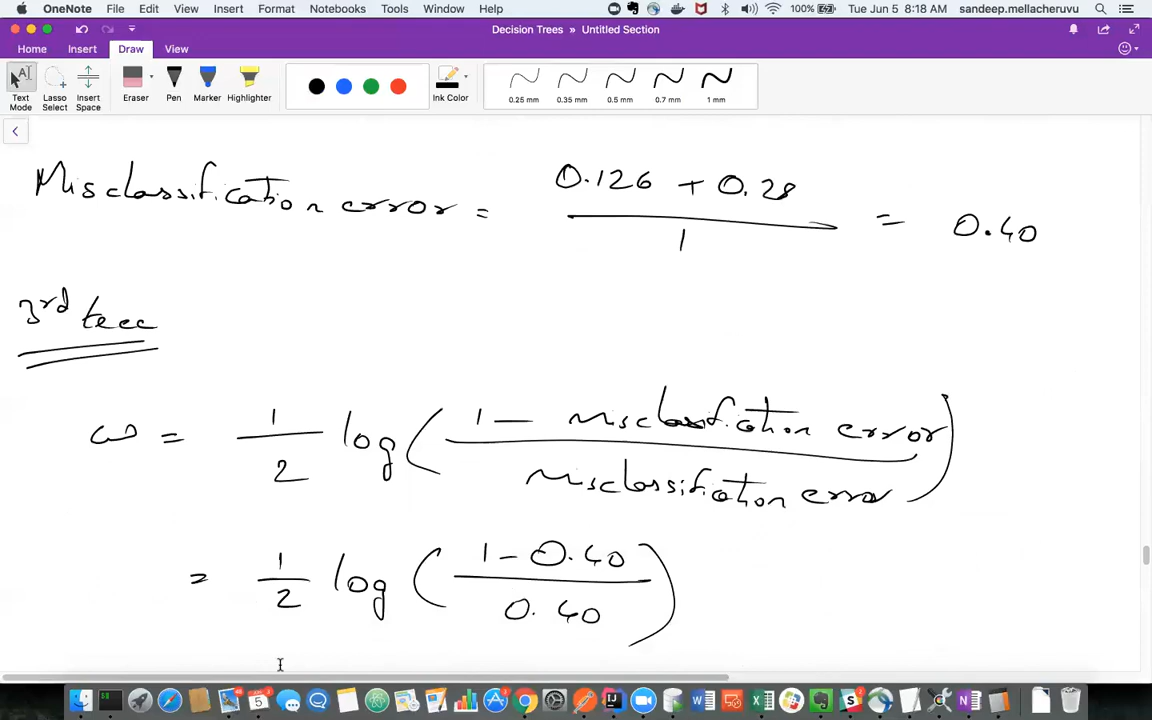 OneNote File Edit View Insert Format Notebooks Tools Window Help 100% Tue Jun 5 8:18 AM sandeep.mellacheruvu
Decision Trees » Untitled Section
Home Insert Draw View
Text Mode Lasso Select Insert Space Eraser Pen Marker Highlighter Ink Color 0.25 mm 0.35 mm 0.5 mm 0.7 mm 1 mm
Misclassification error = (0.126 + 0.28) / 1 = 0.40
3rd tree
ω = 1/2 log( (1 - misclassification error) / misclassification error )
= 1/2 log( (1 - 0.40) / 0.40 )